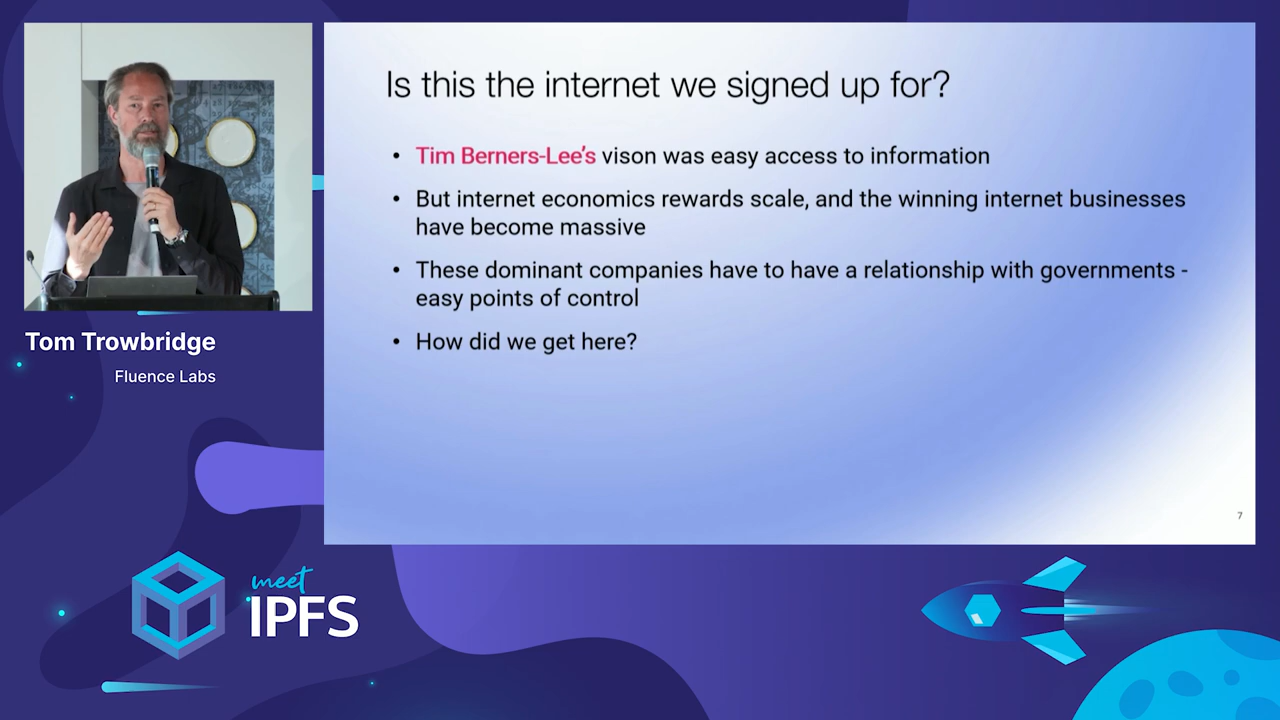 Is this the internet we signed up for?
• Tim Berners-Lee's vison was easy access to information
• But internet economics rewards scale, and the winning internet businesses
have become massive
• These dominant companies have to have a relationship with governments -
easy points of control
• How did we get here?
7
Tom Trowbridge
Fluence Labs
meet
IPFS